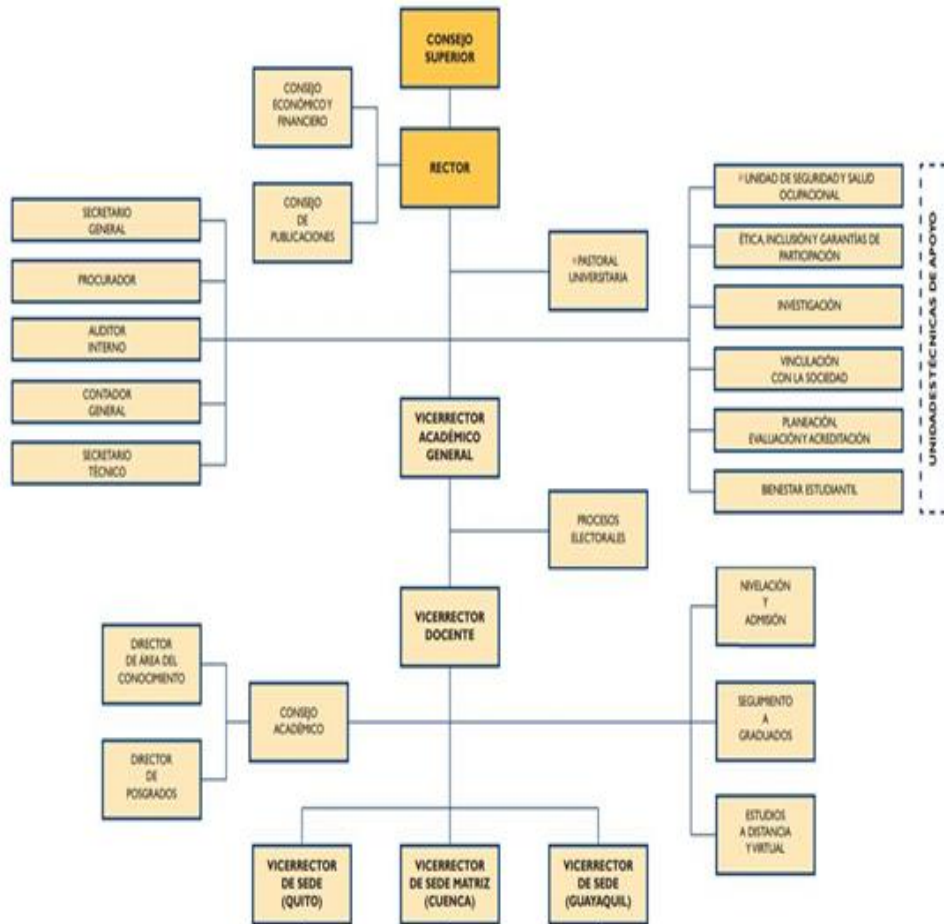 CONSEJO
SUPERIOR
CONSEJO
ECONÓMICO Y
FINANCIERO
RECTOR
CONSEJO
DE
PUBLICACIONES
SECRETARIO
GENERAL
PROCURADOR
AUDITOR
INTERNO
CONTADOR
GENERAL
SECRETARIO
TÉCNICO
PASTORAL
UNIVERSITARIA
UNIDAD DE SEGURIDAD Y SALUD
OCUPACIONAL
ÉTICA, INCLUSIÓN Y GARANTÍAS DE
PARTICIPACIÓN
INVESTIGACIÓN
VINCULACIÓN
CON LA SOCIEDAD
PLANEACIÓN,
EVALUACIÓN Y ACREDITACIÓN
BIENESTAR ESTUDIANTIL
UNIDADES TÉCNICAS DE APOYO
VICERRECTOR
ACADÉMICO
GENERAL
PROCESOS
ELECTORALES
VICERRECTOR
DOCENTE
DIRECTOR
DE ÁREA DEL
CONOCIMIENTO
CONSEJO
ACADÉMICO
DIRECTOR
DE
POSGRADOS
NIVELACIÓN
Y
ADMISIÓN
SEGUIMIENTO
A
GRADUADOS
ESTUDIOS
A DISTANCIA
Y VIRTUAL
VICERRECTOR
DE SEDE
(QUITO)
VICERRECTOR
DE SEDE MATRIZ
(CUENCA)
VICERRECTOR
DE SEDE
(GUAYAQUIL)